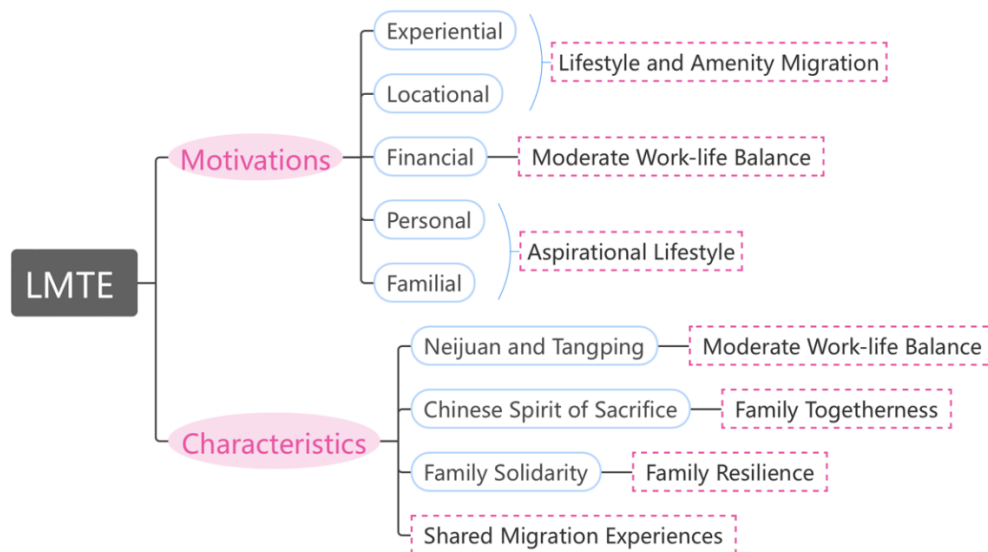 LMTE
Motivations
Experiential
Locational
Lifestyle and Amenity Migration
Financial
Moderate Work-life Balance
Personal
Familial
Aspirational Lifestyle
Characteristics
Neijuan and Tangping
Moderate Work-life Balance
Chinese Spirit of Sacrifice
Family Togetherness
Family Solidarity
Family Resilience
Shared Migration Experiences